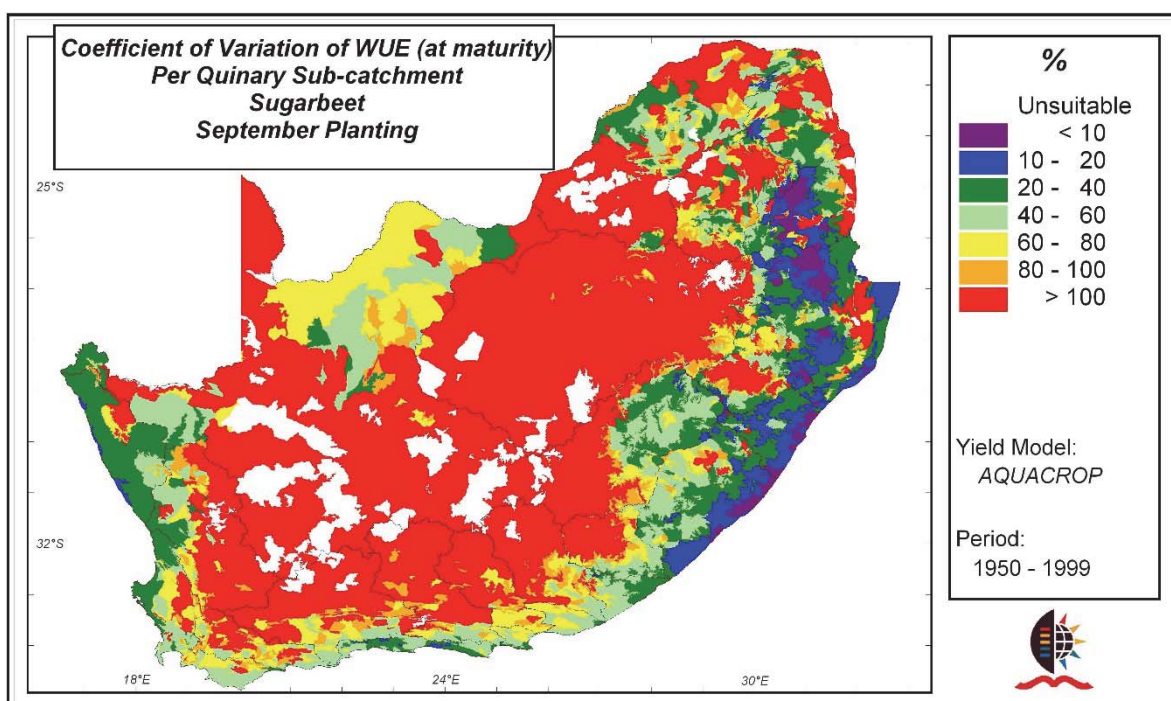 Coefficient of Variation of WUE (at maturity)
Per Quinary Sub-catchment
Sugarbeet
September Planting
25°S
32°S
18°E
24°E
30°E
%
Unsuitable
< 10
10 - 20
20 - 40
40 - 60
60 - 80
80 - 100
> 100
Yield Model:
AQUACROP
Period:
1950 - 1999